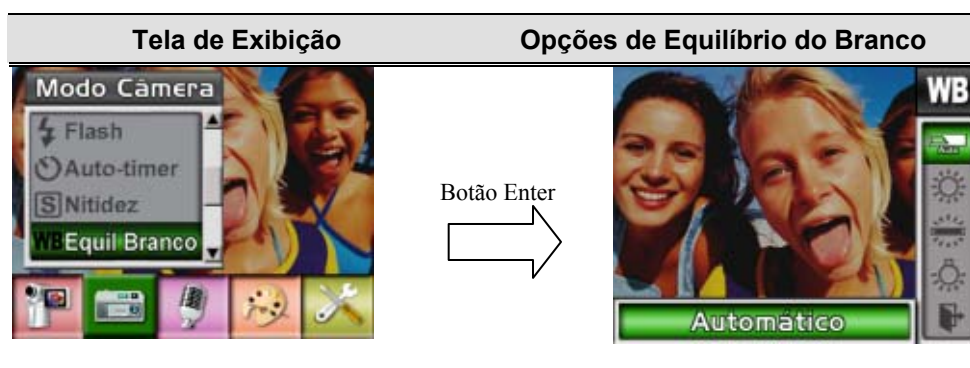 Tela de Exibição
Opções de Equilíbrio do Branco
Modo Câmera
Flash
Auto-timer
S Nitidez
WB Equil Branco
Botão Enter
WB
Auto
Automático